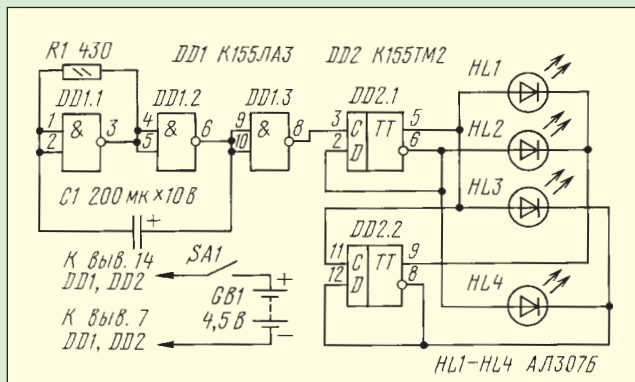 R1 430
DD1 К155ЛА3
DD2 К155ТМ2
HL1
DD1.1
DD1.2
DD1.3
DD2.1
1
2
&
3
4
5
&
6
9
10
&
8
3
2
C
D
TT
5
6
HL2
HL3
C1 200 мк × 10 В
+
DD2.2
11
12
C
D
TT
9
8
HL4
К выв. 14
DD1, DD2
SA1
+
GB1
4,5 В
−
К выв. 7
DD1, DD2
HL1–HL4 АЛ307Б